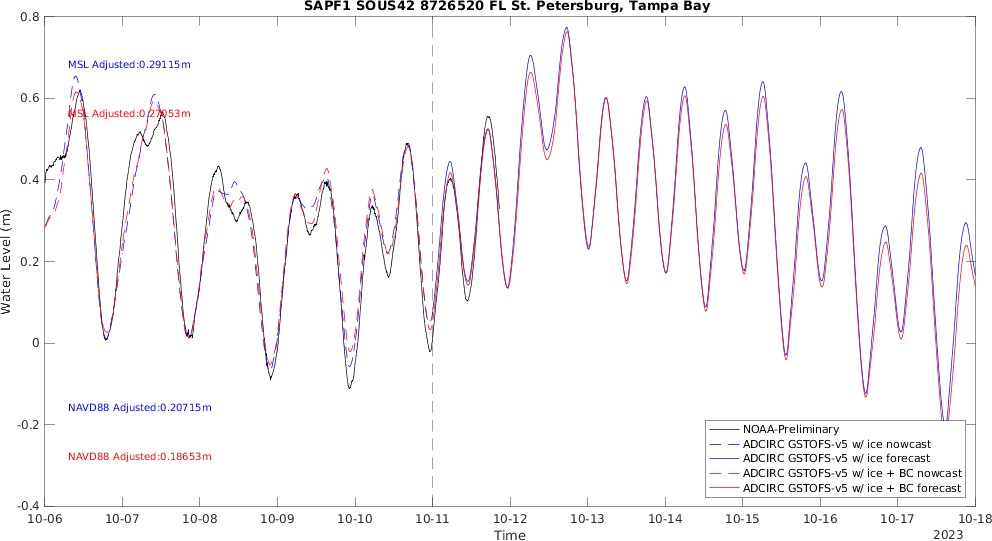 SAPF1 SOUS42 8726520 FL St. Petersburg, Tampa Bay
Water Level (m)
0.8
0.6
0.4
0.2
0
-0.2
-0.4
MSL Adjusted:0.29115m
MSL Adjusted:0.27053m
NAVD88 Adjusted:0.20715m
NAVD88 Adjusted:0.18653m
NOAA-Preliminary
ADCIRC GSTOFS-v5 w/ ice nowcast
ADCIRC GSTOFS-v5 w/ ice forecast
ADCIRC GSTOFS-v5 w/ ice + BC nowcast
ADCIRC GSTOFS-v5 w/ ice + BC forecast
10-06 10-07 10-08 10-09 10-10 10-11 10-12 10-13 10-14 10-15 10-16 10-17 10-18
Time
2023